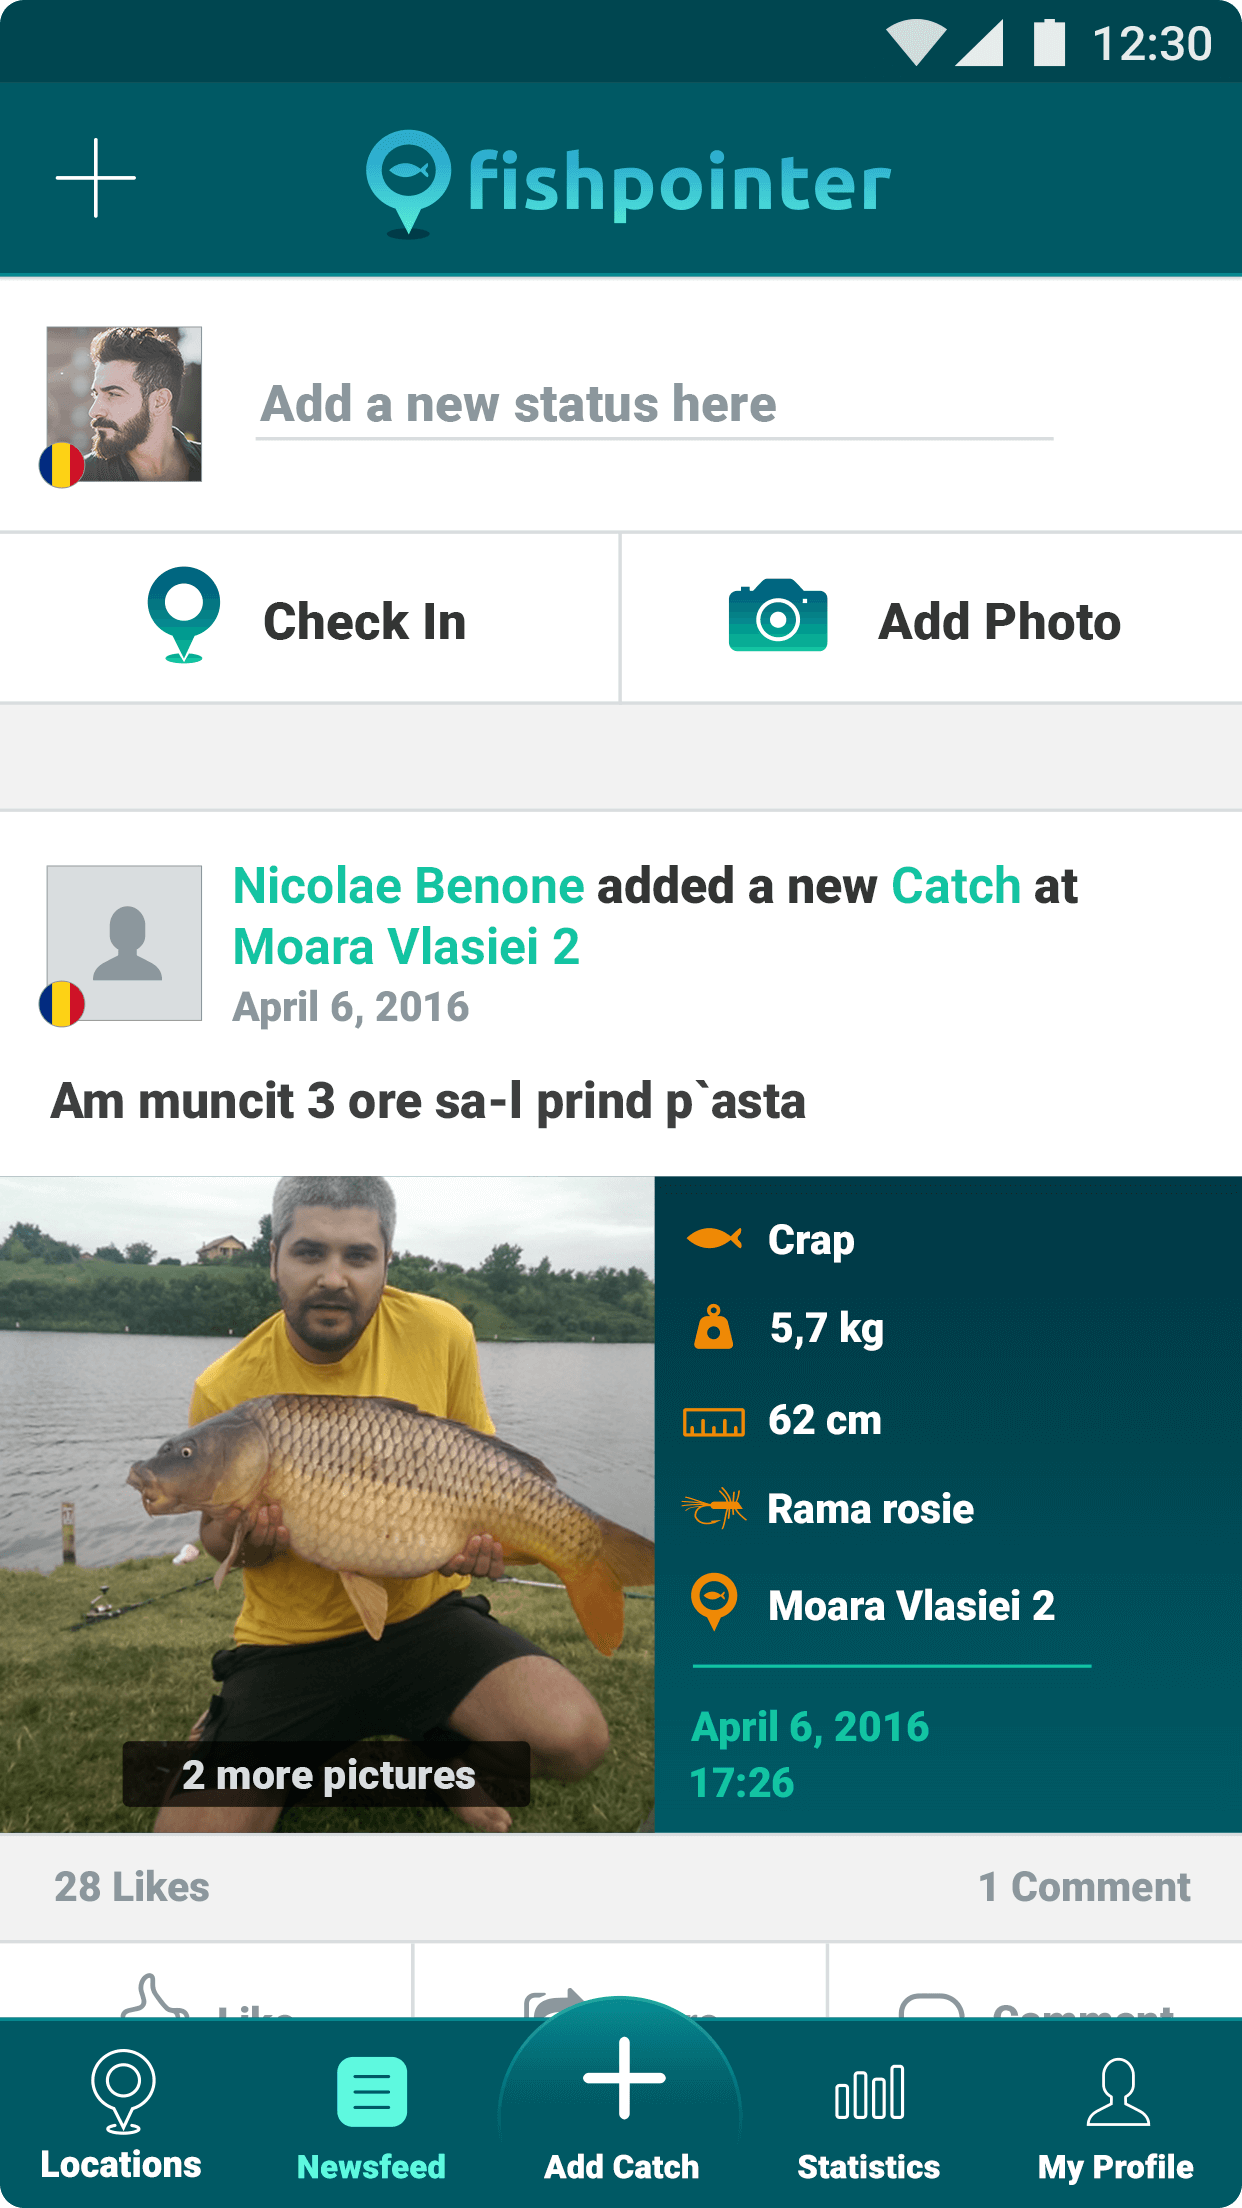 12:30
fishpointer
Add a new status here
Check In
Add Photo
Nicolae Benone added a new Catch at
Moara Vlasiei 2
April 6, 2016
Am muncit 3 ore sa-l prind p`asta
Crap
5,7 kg
62 cm
Rama rosie
Moara Vlasiei 2
April 6, 2016
17:26
2 more pictures
28 Likes
1 Comment
Like
Comment
Locations
Newsfeed
Add Catch
Statistics
My Profile